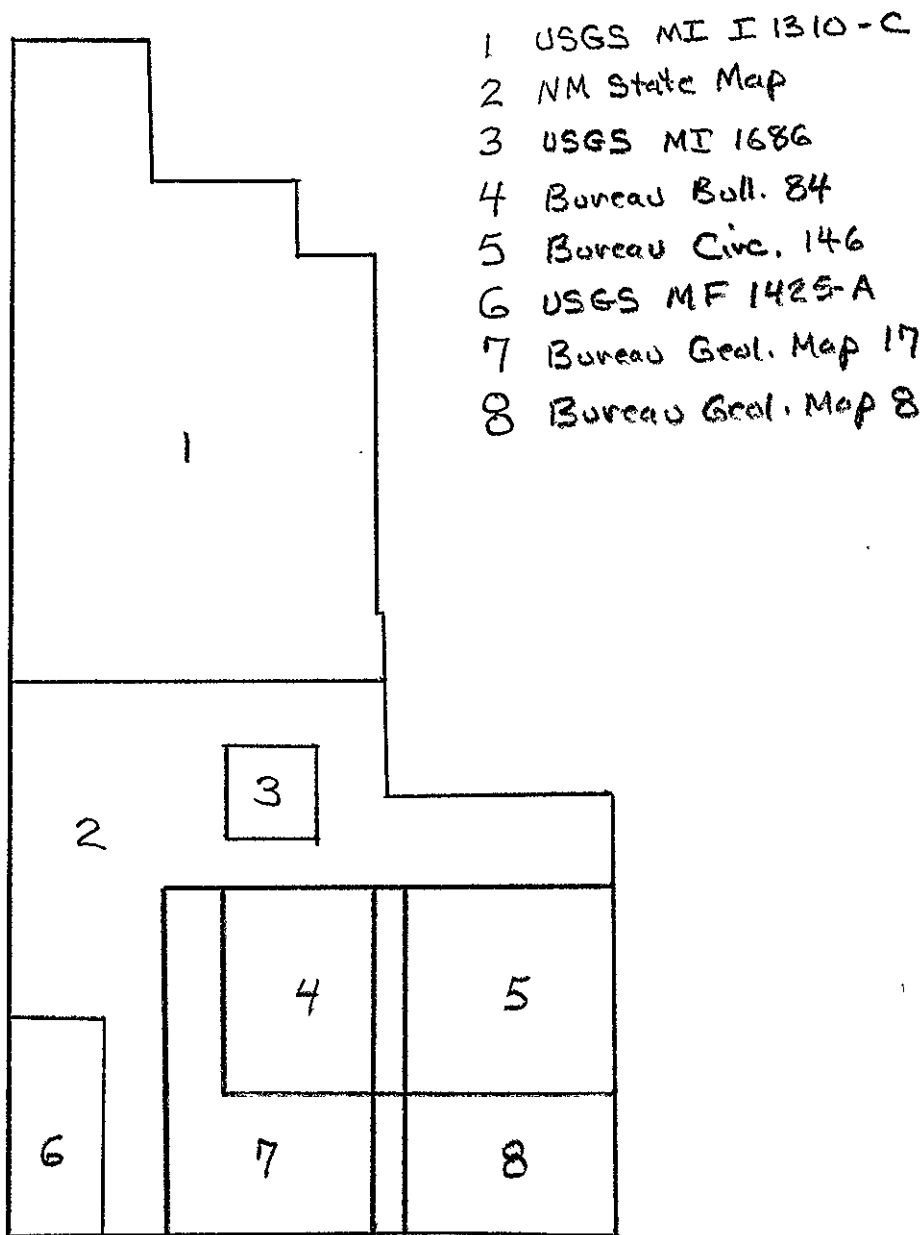 1 USGS MI I 1310-C
2 NM State Map
3 USGS MI 1686
4 Bureau Bull. 84
5 Bureau Circ. 146
6 USGS MF 1425-A
7 Bureau Geol. Map 17
8 Bureau Geol. Map 8
1
3
2
4 5
6 7 8